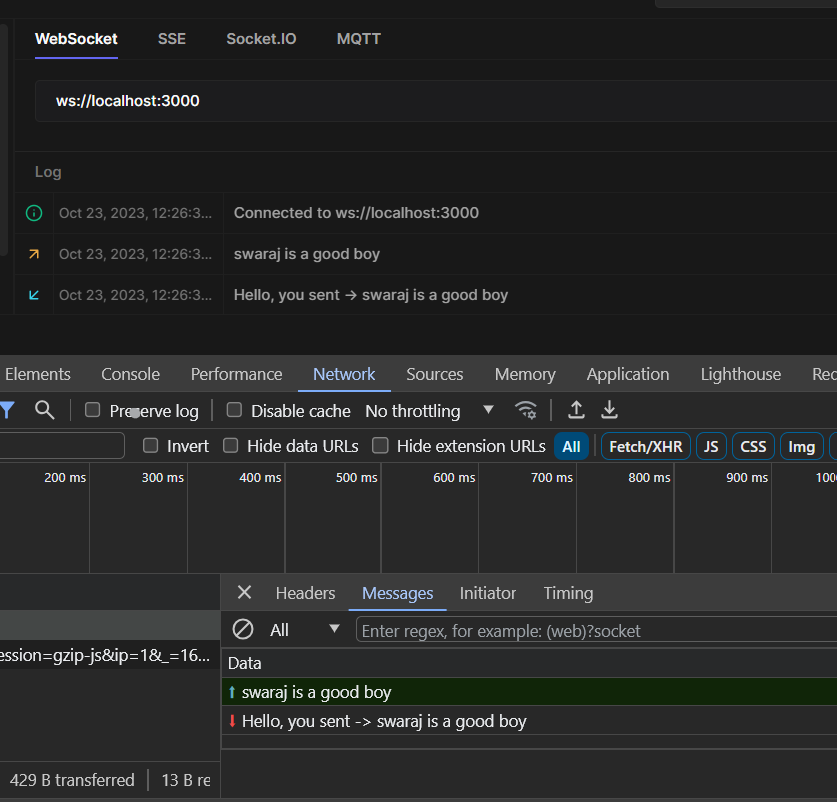 WebSocket SSE Socket.IO MQTT
ws://localhost:3000
Log
Oct 23, 2023, 12:26:3... Connected to ws://localhost:3000
Oct 23, 2023, 12:26:3... swaraj is a good boy
Oct 23, 2023, 12:26:3... Hello, you sent → swaraj is a good boy
Elements Console Performance Network Sources Memory Application Lighthouse Rec
Preserve log Disable cache No throttling
Invert Hide data URLs Hide extension URLs All Fetch/XHR JS CSS Img
200 ms 300 ms 400 ms 500 ms 600 ms 700 ms 800 ms 900 ms 100
Headers Messages Initiator Timing
All Enter regex, for example: (web)?socket
ession=gzip-js&ip=1&_=16...
Data
swaraj is a good boy
Hello, you sent -> swaraj is a good boy
429 B transferred 13 B re